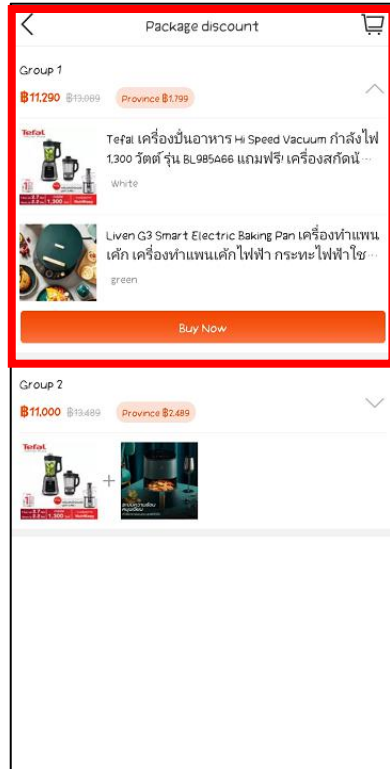 Package discount
Group 1
฿11,290 ฿13,089 Province ฿1,799
Tefal
1,300
Tefal เครื่องปั่นอาหาร Hi Speed Vacuum กำลังไฟ
1,300 วัตต์ รุ่น BL985A66 แถมฟรี! เครื่องสกัดน้ ...
White
Liven G3 Smart Electric Baking Pan เครื่องทำแพน
เค้ก เครื่องทำแพนเค้กไฟฟ้า กระทะไฟฟ้าใช ...
green
Buy Now
Group 2
฿11,000 ฿13,489 Province ฿2,489
Tefal
1,300
+